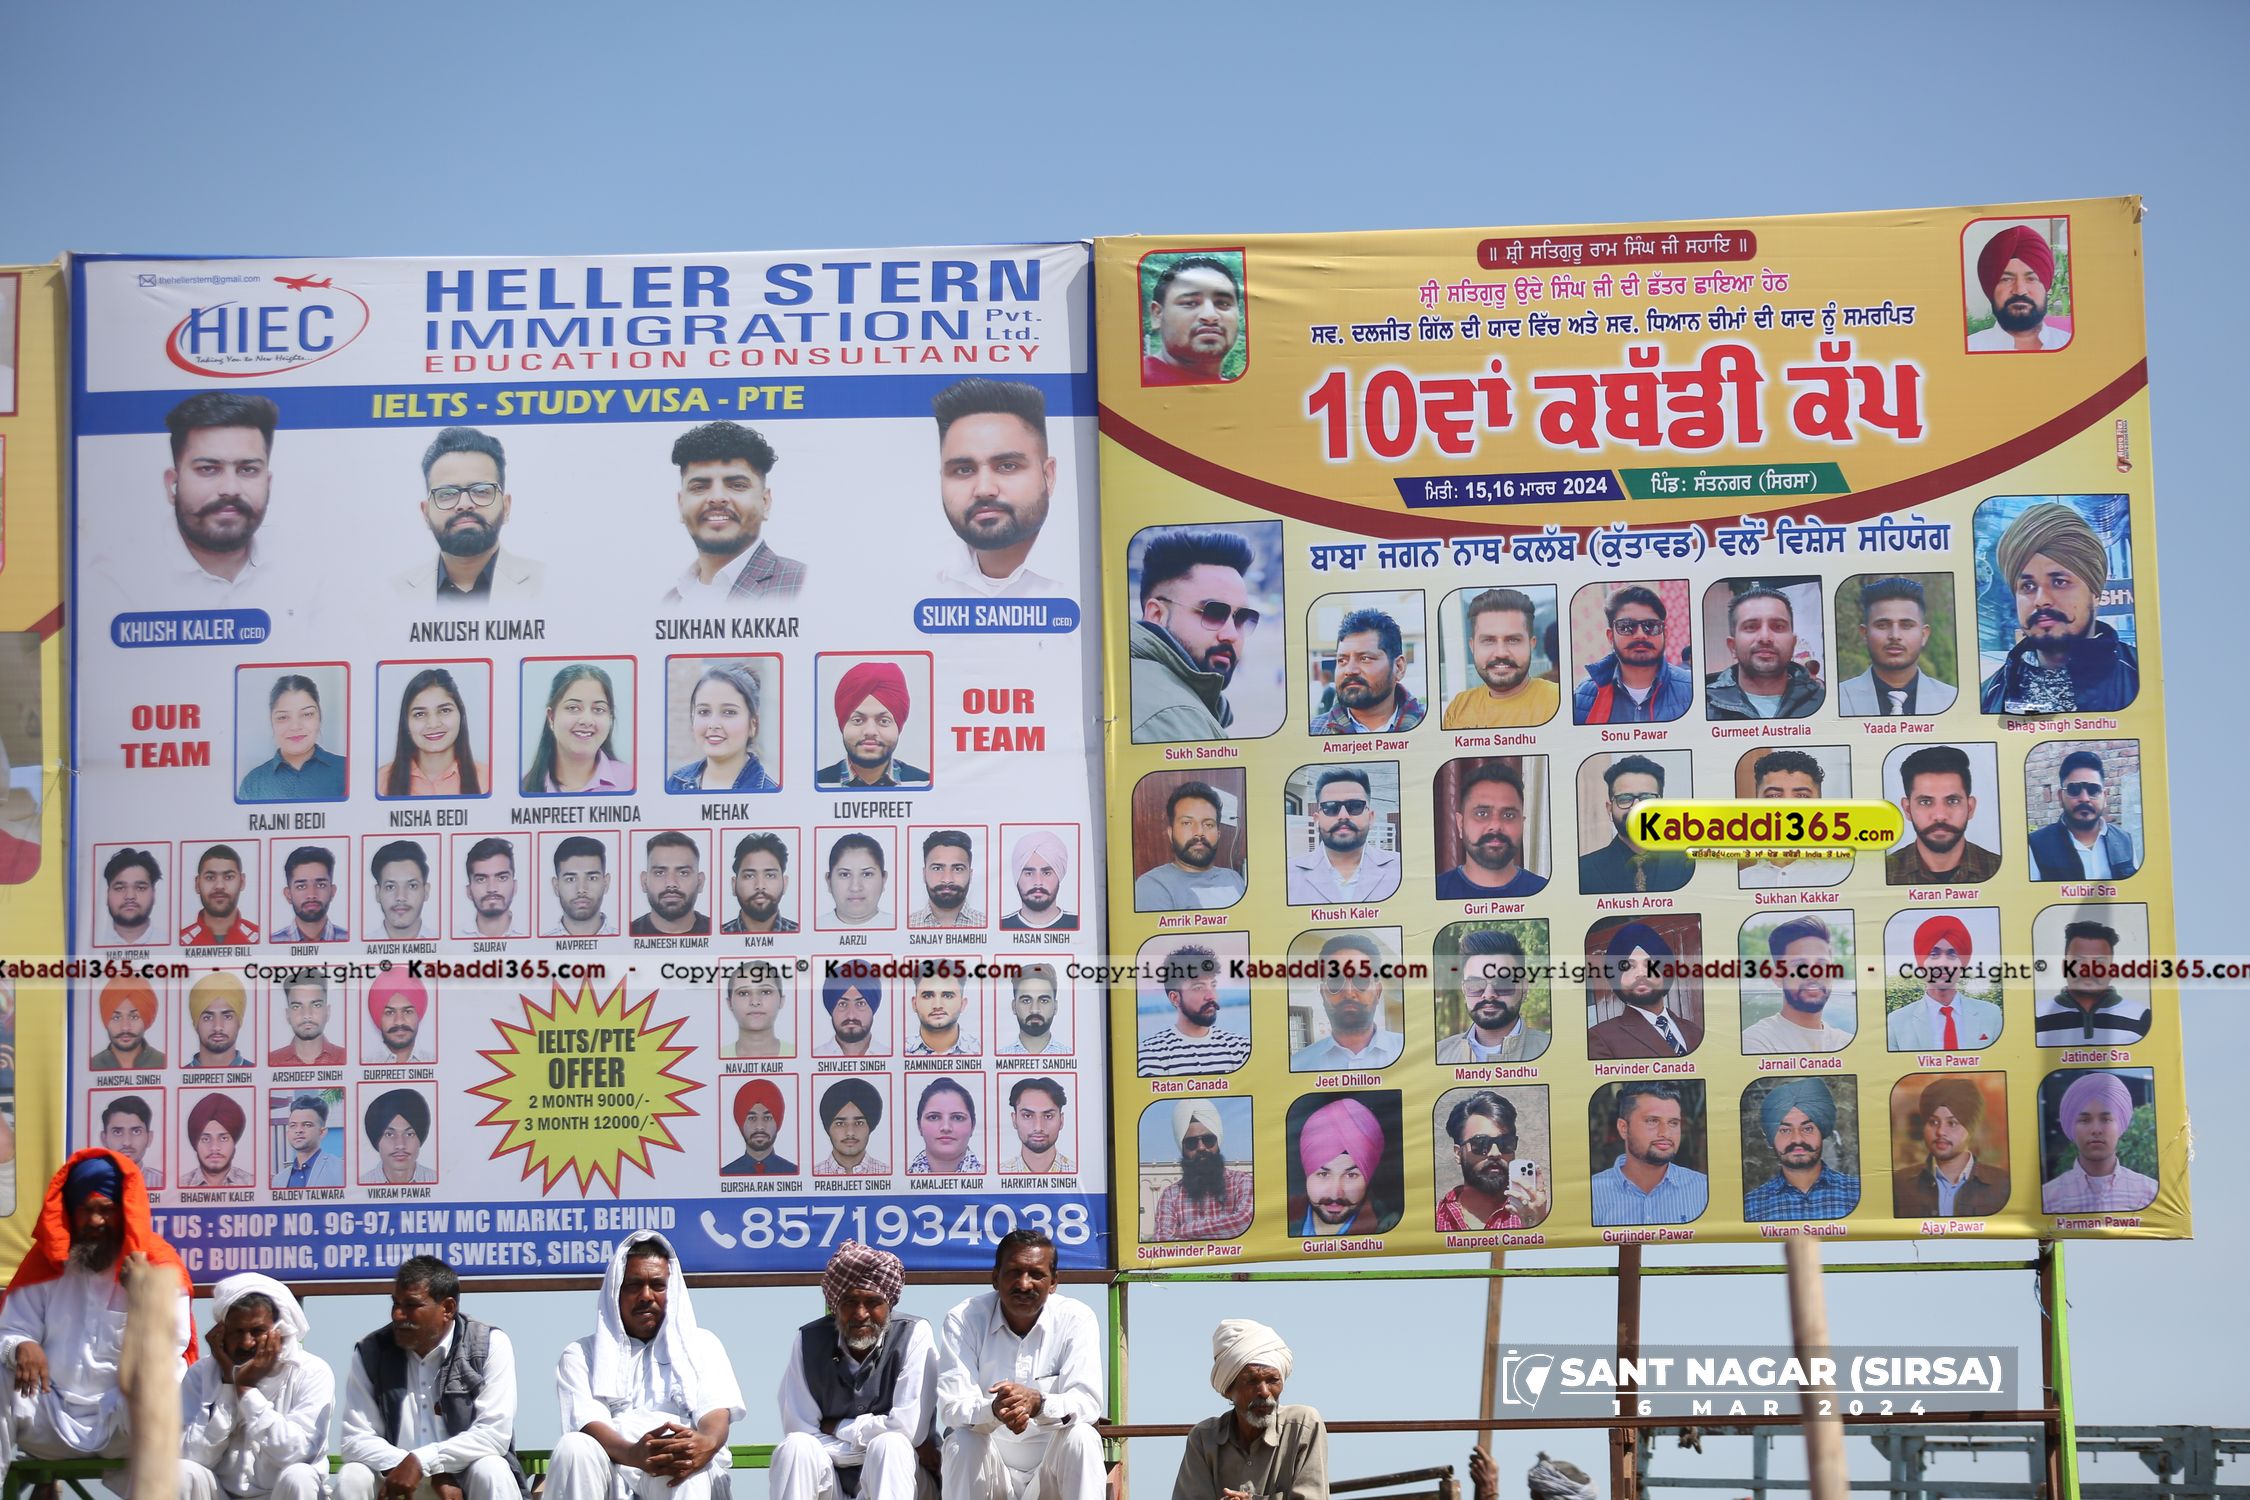 thehellerstern@gmail.com
HIEC
Taking You to New Heights...
HELLER STERN
IMMIGRATION Pvt. Ltd.
EDUCATION CONSULTANCY
IELTS - STUDY VISA - PTE
KHUSH KALER (CEO)
ANKUSH KUMAR
SUKHAN KAKKAR
SUKH SANDHU (CEO)
OUR TEAM
OUR TEAM
RAJNI BEDI
NISHA BEDI
MANPREET KHINDA
MEHAK
LOVEPREET
HARJOBAN
KARANVEER GILL
DHURV
AAYUSH KAMBOJ
SAURAV
NAVPREET
RAJNEESH KUMAR
KAYAM
AARZU
SANJAY BHAMBHU
HASAN SINGH
HANSPAL SINGH
GURPREET SINGH
ARSHDEEP SINGH
GURPREET SINGH
NAVJOT KAUR
SHIVJEET SINGH
RAMNINDER SINGH
MANPREET SANDHU
IELTS/PTE
OFFER
2 MONTH 9000/-
3 MONTH 12000/-
BHAGWANT KALER
BALDEV TALWARA
VIKRAM PAWAR
GURSHARAN SINGH
PRABHJEET SINGH
KAMALJEET KAUR
HARKIRTAN SINGH
T US : SHOP NO. 96-97, NEW MC MARKET, BEHIND
IC BUILDING, OPP. LUXMI SWEETS, SIRSA
8571934038
॥ ਸ਼੍ਰੀ ਸਤਿਗੁਰੂ ਰਾਮ ਸਿੰਘ ਜੀ ਸਹਾਇ ॥
ਸ਼੍ਰੀ ਸਤਿਗੁਰੂ ਉਦੇ ਸਿੰਘ ਜੀ ਦੀ ਛੱਤਰ ਛਾਇਆ ਹੇਠ
ਸਵ. ਦਲਜੀਤ ਗਿੱਲ ਦੀ ਯਾਦ ਵਿੱਚ ਅਤੇ ਸਵ. ਧਿਆਨ ਚੀਮਾਂ ਦੀ ਯਾਦ ਨੂੰ ਸਮਰਪਿਤ
10ਵਾਂ ਕਬੱਡੀ ਕੱਪ
ਮਿਤੀ: 15,16 ਮਾਰਚ 2024
ਪਿੰਡ: ਸੰਤਨਗਰ (ਸਿਰਸਾ)
ਬਾਬਾ ਜਗਨ ਨਾਥ ਕਲੱਬ (ਕੁੱਤਾਵਡ) ਵਲੋਂ ਵਿਸ਼ੇਸ ਸਹਿਯੋਗ
Sukh Sandhu
Amarjeet Pawar
Karma Sandhu
Sonu Pawar
Gurmeet Australia
Yaada Pawar
Bhag Singh Sandhu
Amrik Pawar
Khush Kaler
Guri Pawar
Ankush Arora
Sukhan Kakkar
Karan Pawar
Kulbir Sra
Kabaddi365.com
Kabaddi365.com - Copyright© Kabaddi365.com - Copyright© Kabaddi365.com - Copyright© Kabaddi365.com - Copyright© Kabaddi365.com
Ratan Canada
Jeet Dhillon
Mandy Sandhu
Harvinder Canada
Jarnail Canada
Vika Pawar
Jatinder Sra
Sukhwinder Pawar
Gurlal Sandhu
Manpreet Canada
Gurjinder Pawar
Vikram Sandhu
Ajay Pawar
Harman Pawar
SANT NAGAR (SIRSA)
16 MAR 2024